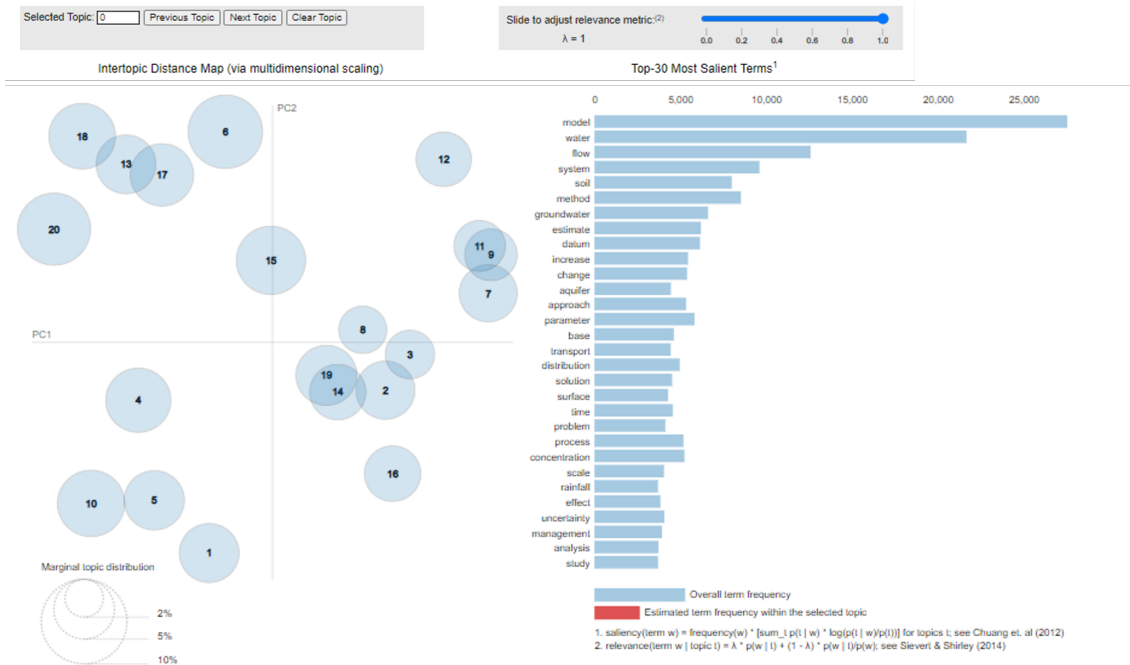 Selected Topic: 0 Previous Topic Next Topic Clear Topic
Slide to adjust relevance metric:(2)
λ = 1
0.0 0.2 0.4 0.6 0.8 1.0
Intertopic Distance Map (via multidimensional scaling)
PC2
PC1
18
6
13
17
12
20
15
11
9
7
8
3
19
14
2
4
16
10
5
1
Marginal topic distribution
2%
5%
10%
Top-30 Most Salient Terms1
0 5,000 10,000 15,000 20,000 25,000
model
water
flow
system
soil
method
groundwater
estimate
datum
increase
change
aquifer
approach
parameter
base
transport
distribution
solution
surface
time
problem
process
concentration
scale
rainfall
effect
uncertainty
management
analysis
study
Overall term frequency
Estimated term frequency within the selected topic
1. saliency(term w) = frequency(w) * [sum_t p(t | w) * log(p(t | w)/p(t))] for topics t; see Chuang et. al (2012)
2. relevance(term w | topic t) = λ * p(w | t) + (1 - λ) * p(w | t)/p(w); see Sievert & Shirley (2014)